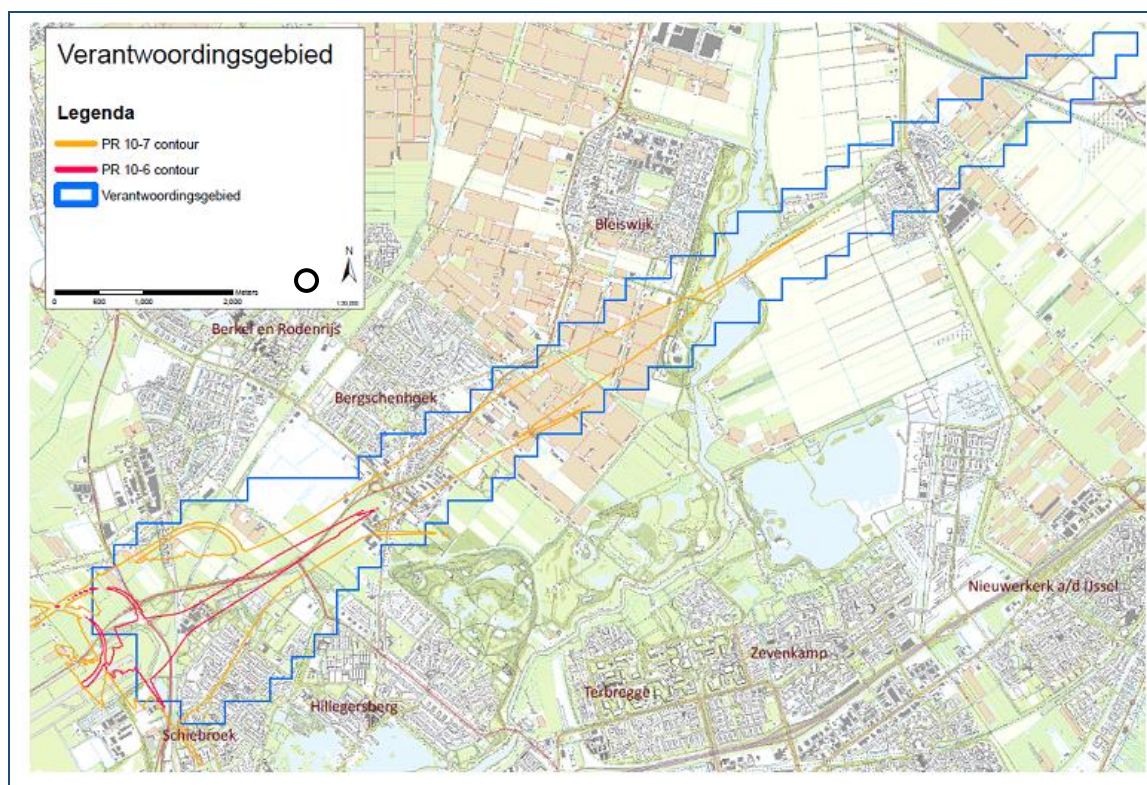 Verantwoordingsgebied
Legenda
PR 10-7 contour
PR 10-6 contour
Verantwoordingsgebied
N
Meters
0 500 1,000 2,000
Bleiswijk
Berkel en Rodenrijs
Bergschenhoek
Nieuwerkerk a/d IJssel
Zevenkamp
Terbregge
Hillegersberg
Schiebroek